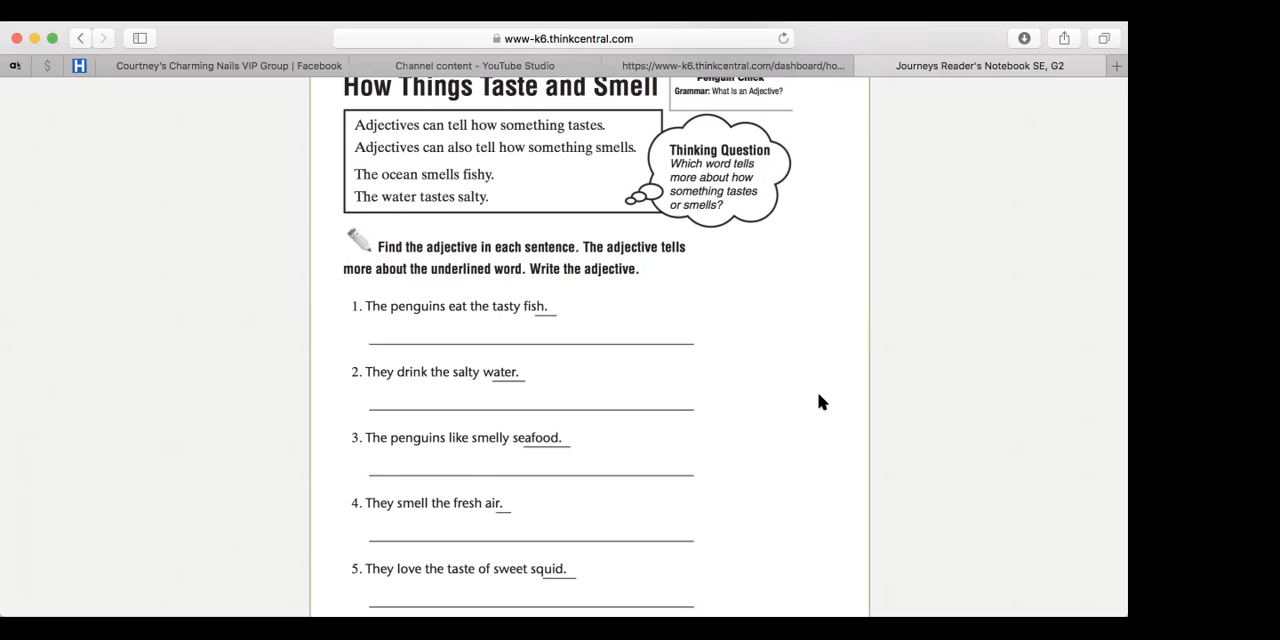 www-k6.thinkcentral.com
$ H Courtney's Charming Nails VIP Group | Facebook Channel content - YouTube Studio https://www-k6.thinkcentral.com/dashboard/ho... Journeys Reader's Notebook SE, G2
How Things Taste and Smell
Penguin Chick
Grammar: What Is an Adjective?
Adjectives can tell how something tastes.
Adjectives can also tell how something smells.
The ocean smells fishy.
The water tastes salty.
Thinking Question
Which word tells
more about how
something tastes
or smells?
Find the adjective in each sentence. The adjective tells
more about the underlined word. Write the adjective.
1. The penguins eat the tasty fish.
2. They drink the salty water.
3. The penguins like smelly seafood.
4. They smell the fresh air.
5. They love the taste of sweet squid.